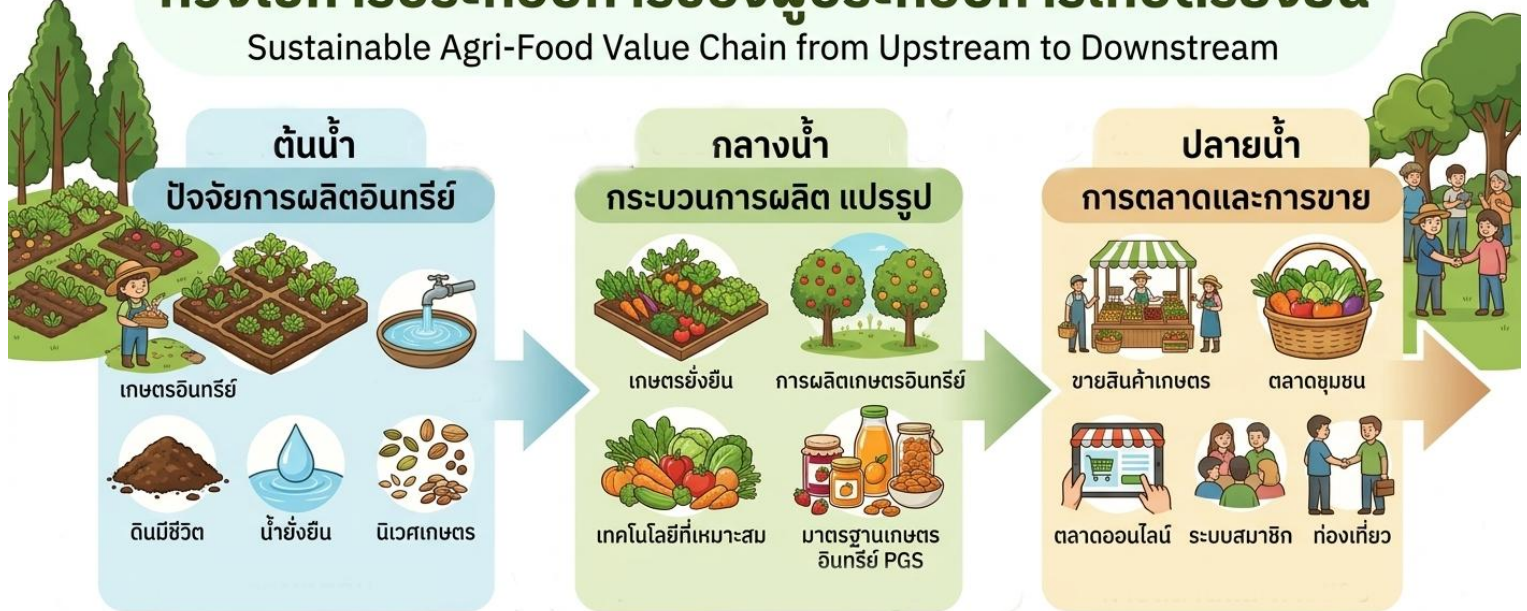 Sustainable Agri-Food Value Chain from Upstream to Downstream
ต้นน้ำ
ปัจจัยการผลิตอินทรีย์
เกษตรอินทรีย์
ดินมีชีวิต
น้ำยั่งยืน
นิเวศเกษตร
กลางน้ำ
กระบวนการผลิต แปรรูป
เกษตรยั่งยืน
การผลิตเกษตรอินทรีย์
เทคโนโลยีที่เหมาะสม
มาตรฐานเกษตร
อินทรีย์ PGS
ปลายน้ำ
การตลาดและการขาย
ขายสินค้าเกษตร
ตลาดชุมชน
ตลาดออนไลน์
ระบบสมาชิก
ท่องเที่ยว